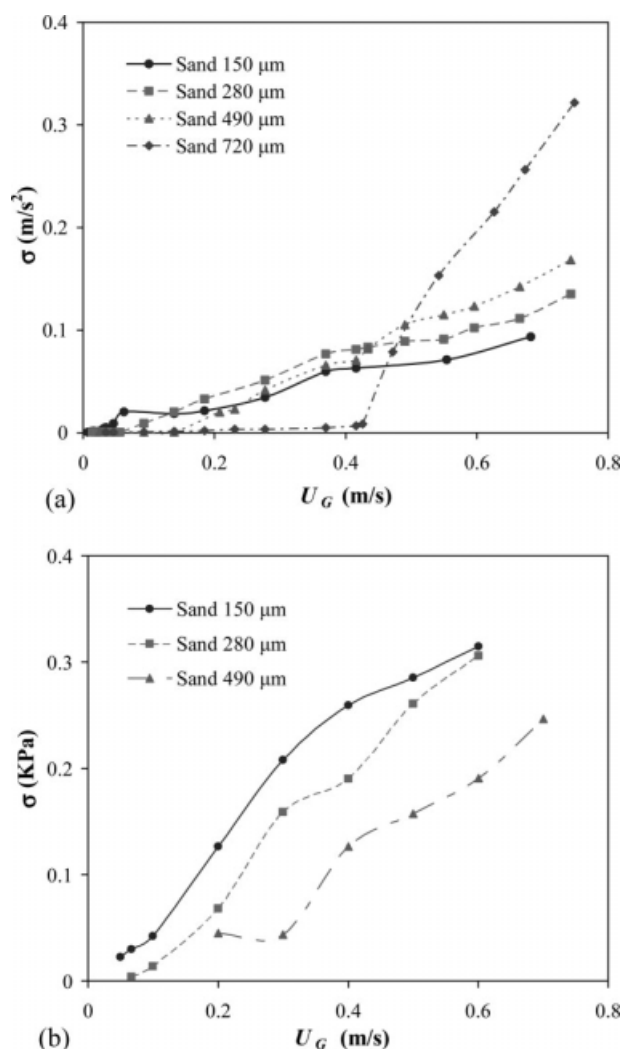 0.4
Sand 150 μm
Sand 280 μm
0.3
Sand 490 μm
Sand 720 μm
σ (m/s²)
0.2
0.1
0
0 0.2 0.4 0.6 0.8
(a) U_G (m/s)
0.4
Sand 150 μm
0.3
Sand 280 μm
Sand 490 μm
σ (KPa)
0.2
0.1
0
0 0.2 0.4 0.6 0.8
(b) U_G (m/s)